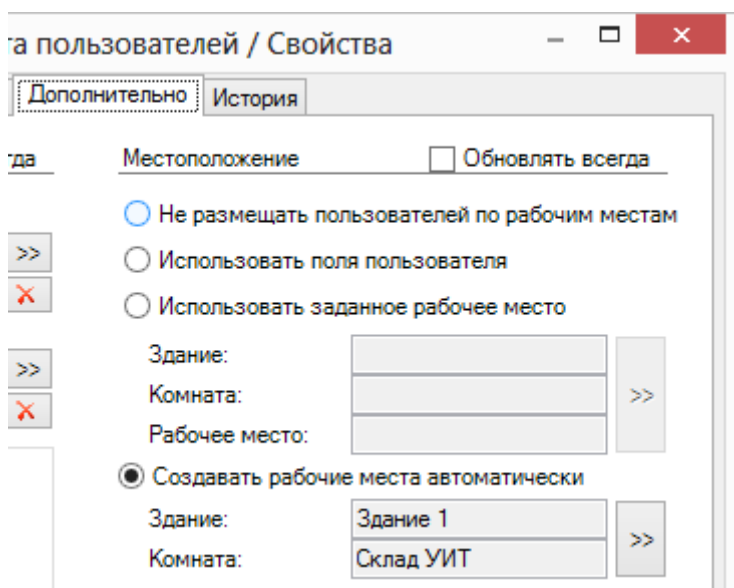 та пользователей / Свойства
Дополнительно История
гда Местоположение Обновлять всегда
Не размещать пользователей по рабочим местам
>> Использовать поля пользователя
Использовать заданное рабочее место
Здание:
>>
Комната: >>
Рабочее место:
Создавать рабочие места автоматически
Здание: Здание 1
>>
Комната: Склад УИТ